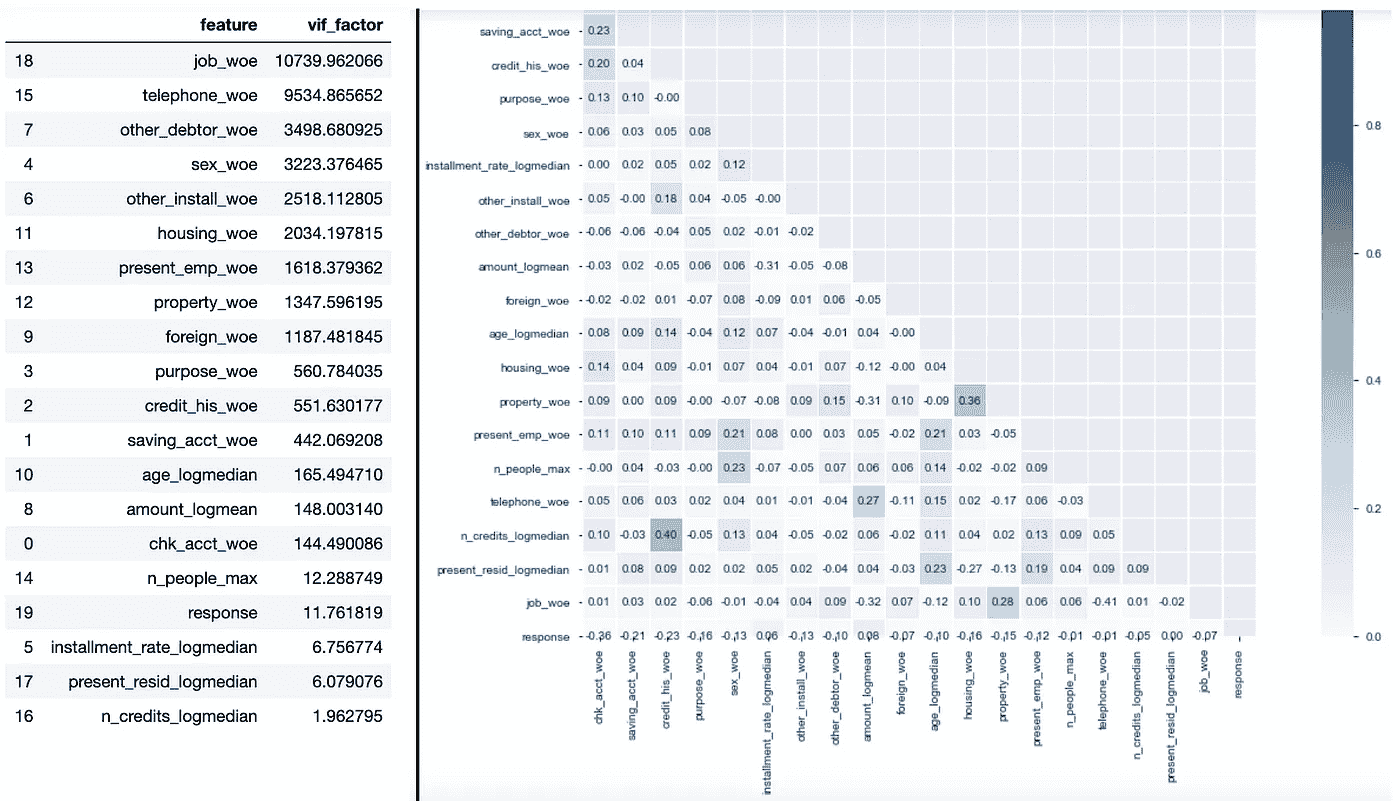 feature vif_factor
18 job_woe 10739.962066
15 telephone_woe 9534.865652
7 other_debtor_woe 3498.680925
4 sex_woe 3223.376465
6 other_install_woe 2518.112805
11 housing_woe 2034.197815
13 present_emp_woe 1618.379362
12 property_woe 1347.596195
9 foreign_woe 1187.481845
3 purpose_woe 560.784035
2 credit_his_woe 551.630177
1 saving_acct_woe 442.069208
10 age_logmedian 165.494710
8 amount_logmean 148.003140
0 chk_acct_woe 144.490086
14 n_people_max 12.288749
19 response 11.761819
5 installment_rate_logmedian 6.756774
17 present_resid_logmedian 6.079076
16 n_credits_logmedian 1.962795
saving_acct_woe 0.23
credit_his_woe 0.20 0.04
purpose_woe 0.13 0.10 -0.00
sex_woe 0.06 0.03 0.05 0.08
installment_rate_logmedian 0.00 0.02 0.05 0.02 0.12
other_install_woe 0.05 -0.00 0.18 0.04 -0.05 -0.00
other_debtor_woe -0.06 -0.06 -0.04 0.05 0.02 -0.01 -0.02
amount_logmean -0.03 0.02 -0.05 0.06 0.06 -0.31 -0.05 -0.08
foreign_woe -0.02 -0.02 0.01 -0.07 0.08 -0.09 0.01 0.06 -0.05
age_logmedian 0.08 0.09 0.14 -0.04 0.12 0.07 -0.04 -0.01 0.04 -0.00
housing_woe 0.14 0.04 0.09 -0.01 0.07 0.04 -0.01 0.07 -0.12 -0.00 0.04
property_woe 0.09 0.00 0.09 -0.00 -0.07 -0.08 0.09 0.15 -0.31 0.10 -0.09 0.36
present_emp_woe 0.11 0.10 0.11 0.09 0.21 0.08 0.00 0.03 0.05 -0.02 0.21 0.03 -0.05
n_people_max -0.00 0.04 -0.03 -0.00 0.23 -0.07 -0.05 0.07 0.06 0.06 0.14 -0.02 -0.02 0.09
telephone_woe 0.05 0.06 0.03 0.02 0.04 0.01 -0.01 -0.04 0.27 -0.11 0.15 0.02 -0.17 0.06 -0.03
n_credits_logmedian 0.10 -0.03 0.40 -0.05 0.13 0.04 -0.05 -0.02 0.06 -0.02 0.11 0.04 0.02 0.13 0.09 0.05
present_resid_logmedian 0.01 0.08 0.09 0.02 0.02 0.05 0.02 -0.04 0.04 -0.03 0.23 -0.27 -0.13 0.19 0.04 0.09 0.09
job_woe 0.01 0.03 0.02 -0.06 -0.01 -0.04 0.04 0.09 -0.32 0.07 -0.12 0.10 0.28 0.06 0.06 -0.41 0.01 -0.02
response -0.36 -0.21 -0.23 -0.16 -0.13 0.06 -0.13 -0.10 0.08 -0.07 -0.10 -0.16 -0.15 -0.12 -0.01 -0.01 -0.05 0.00 -0.07
chk_acct_woe
saving_acct_woe
credit_his_woe
purpose_woe
sex_woe
installment_rate_logmedian
other_install_woe
other_debtor_woe
amount_logmean
foreign_woe
age_logmedian
housing_woe
property_woe
present_emp_woe
n_people_max
telephone_woe
n_credits_logmedian
present_resid_logmedian
job_woe
response
0.8
0.6
0.4
0.2
0.0